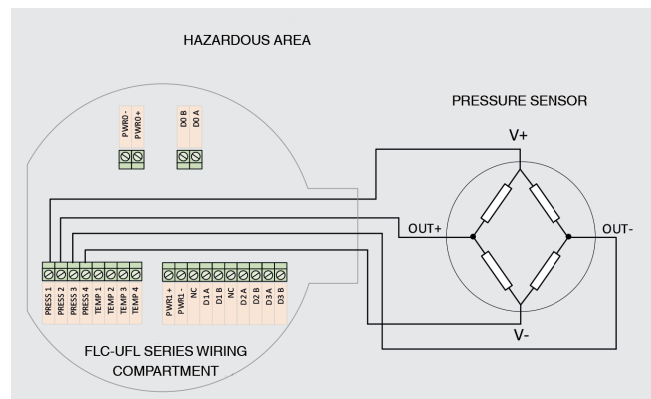 HAZARDOUS AREA
PRESSURE SENSOR
PWR0 -
PWR0 +
D0 B
D0 A
V+
OUT+
OUT-
V-
PRESS 1
PRESS 2
PRESS 3
PRESS 4
TEMP 1
TEMP 2
TEMP 3
TEMP 4
PWR1 +
PWR1 -
NC
D1 A
D1 B
NC
D2 A
D2 B
D3 A
D3 B
FLC-UFL SERIES WIRING
COMPARTMENT